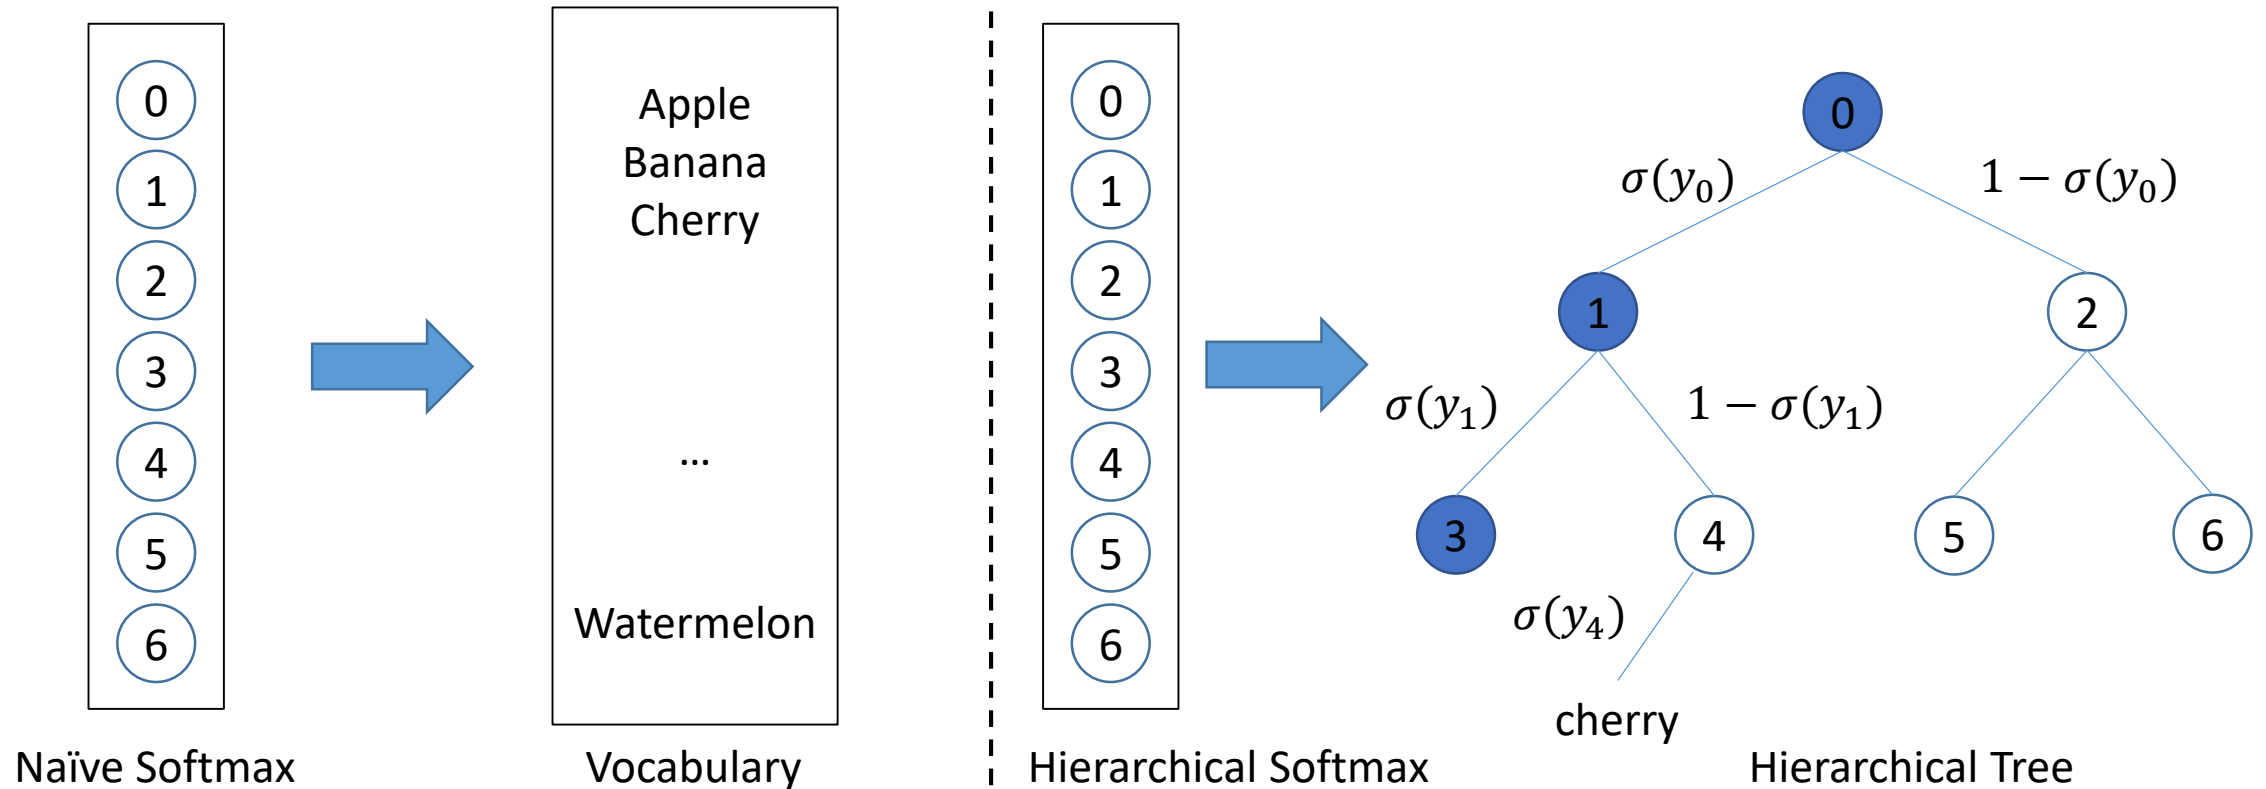 0
1
2
3
4
5
6
Naïve Softmax
Apple
Banana
Cherry
...
Watermelon
Vocabulary
0
1
2
3
4
5
6
Hierarchical Softmax
0
σ(y₀) 1 − σ(y₀)
1 2
σ(y₁) 1 − σ(y₁)
3 4 5 6
σ(y₄)
cherry
Hierarchical Tree